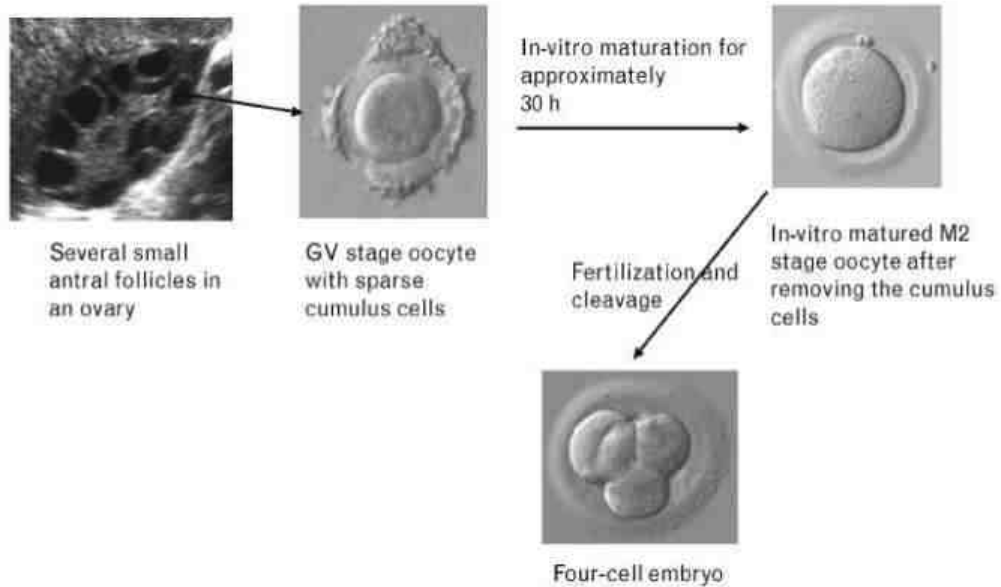 Several small
antral follicles in
an ovary
GV stage oocyte
with sparse
cumulus cells
In-vitro maturation for
approximately
30 h
In-vitro matured M2
stage oocyte after
removing the cumulus
cells
Fertilization and
cleavage
Four-cell embryo